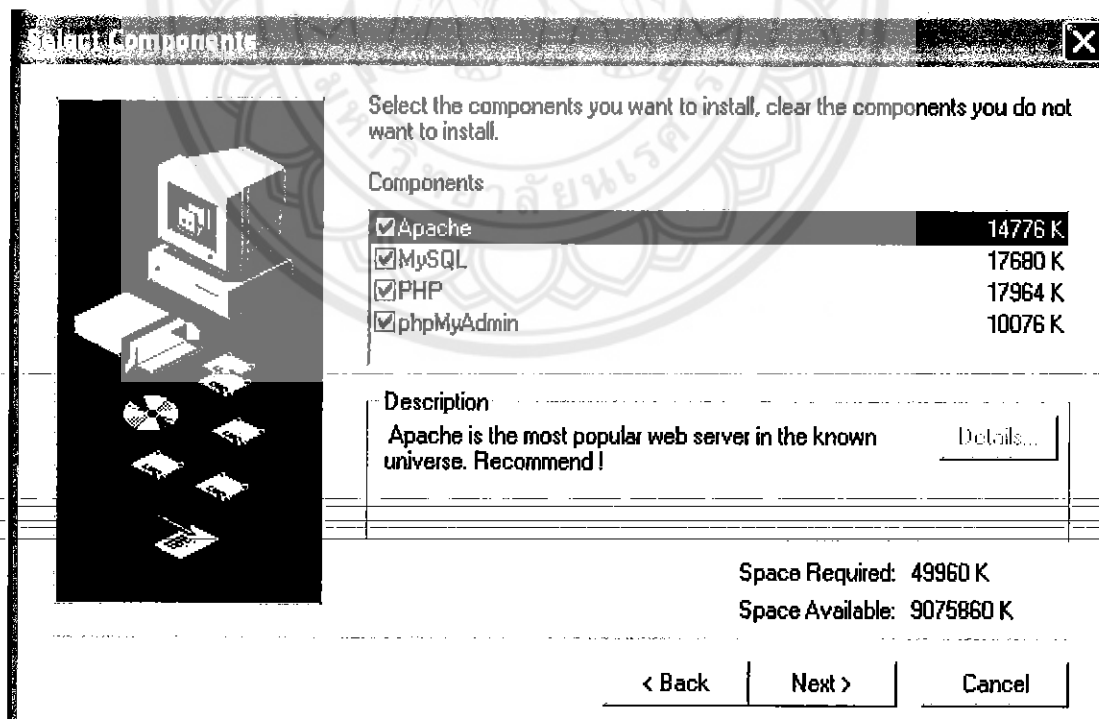 Select Components
Select the components you want to install, clear the components you do not
want to install.
Components
Apache 14776 K
MySQL 17680 K
PHP 17964 K
phpMyAdmin 10076 K
Description
Apache is the most popular web server in the known
universe. Recommend !
Details...
Space Required: 49960 K
Space Available: 9075860 K
< Back Next > Cancel